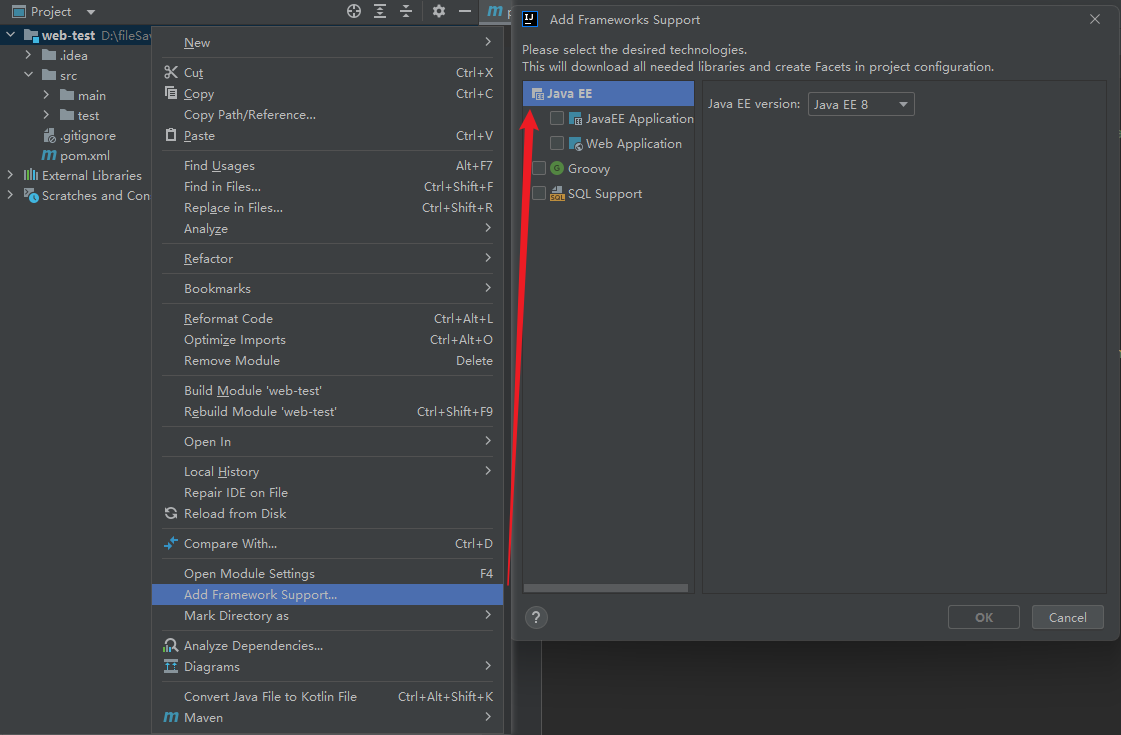 Project
web-test D:\fileSav
.idea
src
main
test
.gitignore
pom.xml
External Libraries
Scratches and Con
m
New
Cut Ctrl+X
Copy Ctrl+C
Copy Path/Reference...
Paste Ctrl+V
Find Usages Alt+F7
Find in Files... Ctrl+Shift+F
Replace in Files... Ctrl+Shift+R
Analyze
Refactor
Bookmarks
Reformat Code Ctrl+Alt+L
Optimize Imports Ctrl+Alt+O
Remove Module Delete
Build Module 'web-test'
Rebuild Module 'web-test' Ctrl+Shift+F9
Open In
Local History
Repair IDE on File
Reload from Disk
Compare With... Ctrl+D
Open Module Settings F4
Add Framework Support...
Mark Directory as
Analyze Dependencies...
Diagrams
Convert Java File to Kotlin File Ctrl+Alt+Shift+K
Maven
IJ Add Frameworks Support
Please select the desired technologies.
This will download all needed libraries and create Facets in project configuration.
Java EE
JavaEE Application
Web Application
G Groovy
SQL SQL Support
Java EE version: Java EE 8
?
OK Cancel